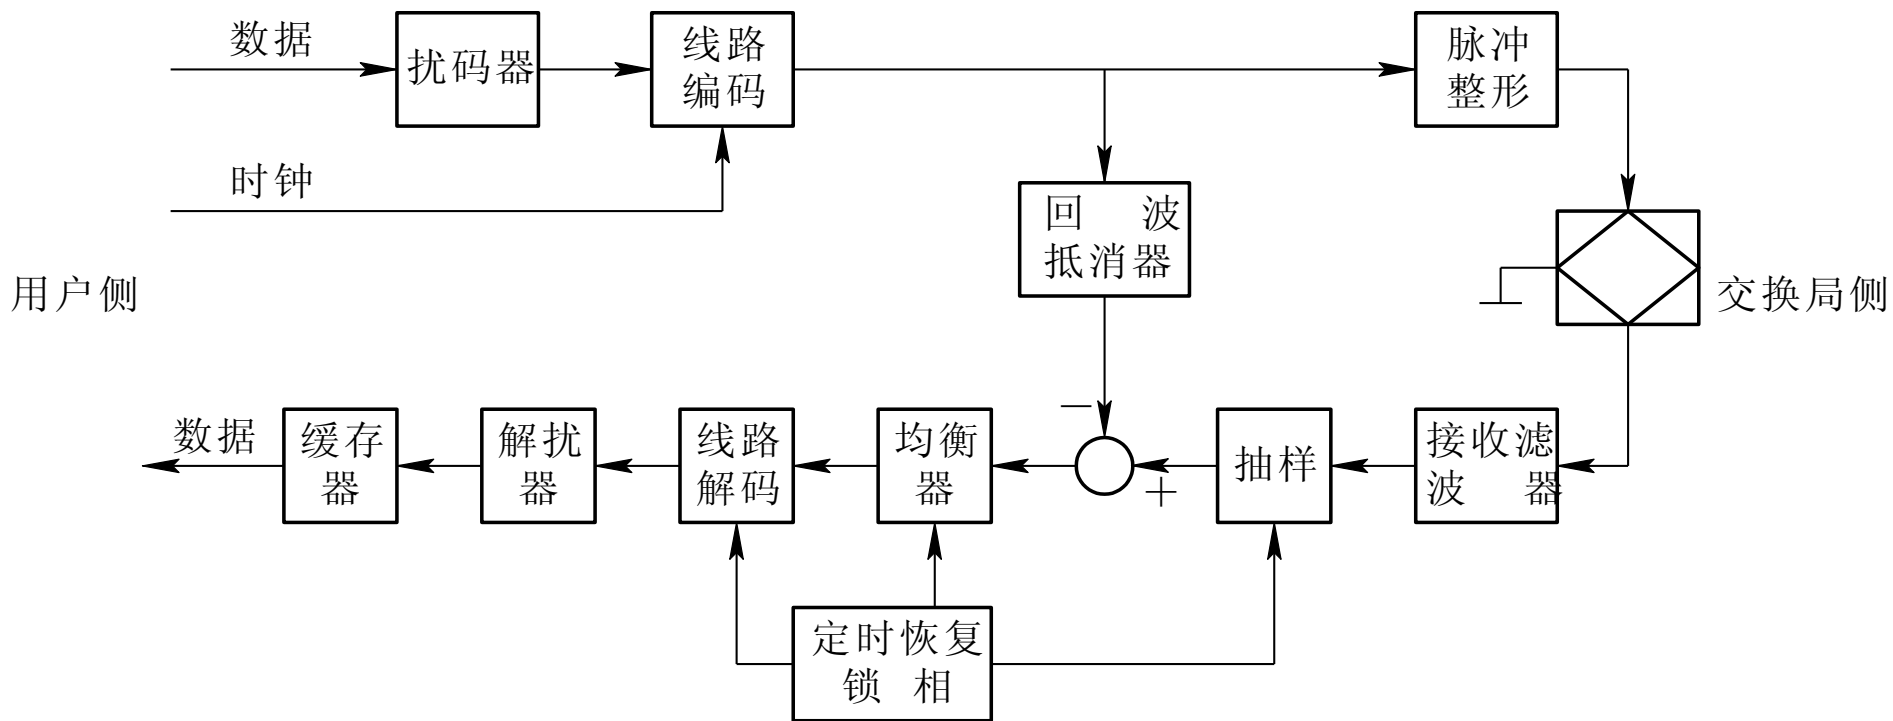 数据
扰码器
线路
编码
脉冲
整形
时钟
回 波
抵消器
用户侧
交换局侧
−
+
数据
缓存
器
解扰
器
线路
解码
均衡
器
抽样
接收滤
波 器
定时恢复
锁 相